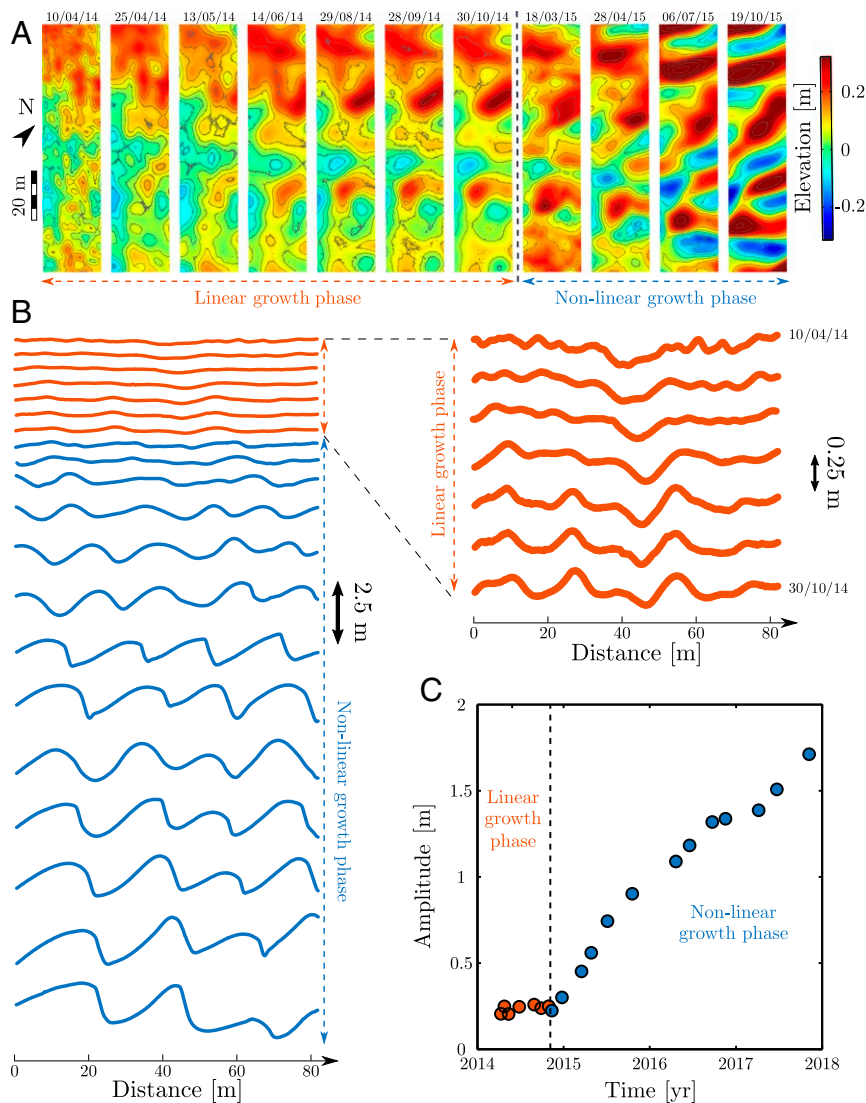 A
10/04/14 25/04/14 13/05/14 14/06/14 29/08/14 28/09/14 30/10/14 18/03/15 28/04/15 06/07/15 19/10/15
N
20 m
Elevation [m]
0.2
0
-0.2
Linear growth phase
Non-linear growth phase
B
Linear growth phase
10/04/14
0.25 m
30/10/14
0 20 40 60 80
Distance [m]
2.5 m
Non-linear growth phase
0 20 40 60 80
Distance [m]
C
2
1.5
1
0.5
0
Amplitude [m]
Linear
growth
phase
Non-linear
growth phase
2014 2015 2016 2017 2018
Time [yr]